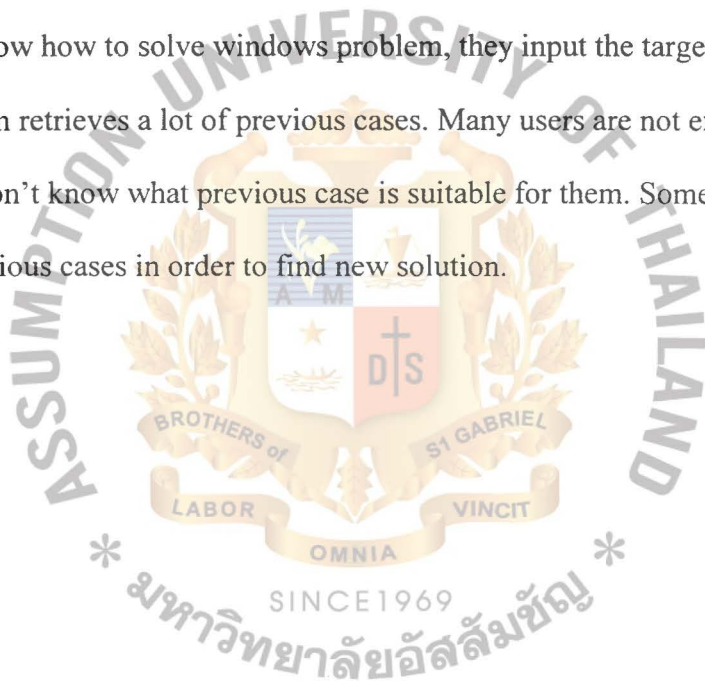 ow how to solve windows problem, they input the targe
n retrieves a lot of previous cases. Many users are not e
on't know what previous case is suitable for them. Some
ious cases in order to find new solution.
ASSUMPTION UNIVERSITY OF THAILAND
A M
D S
BROTHERS of ST GABRIEL
LABOR OMNIA VINCIT
SINCE1969
* มหาวิทยาลัยอัสสัมชัญ *